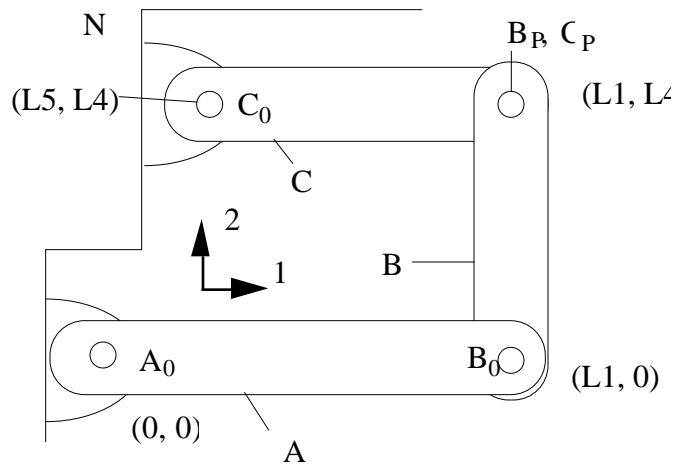 N
B_P, C_P
(L5, L4)
C_0
(L1, L4
C
2
B
1
A_0
B_0
(L1, 0)
(0, 0)
A